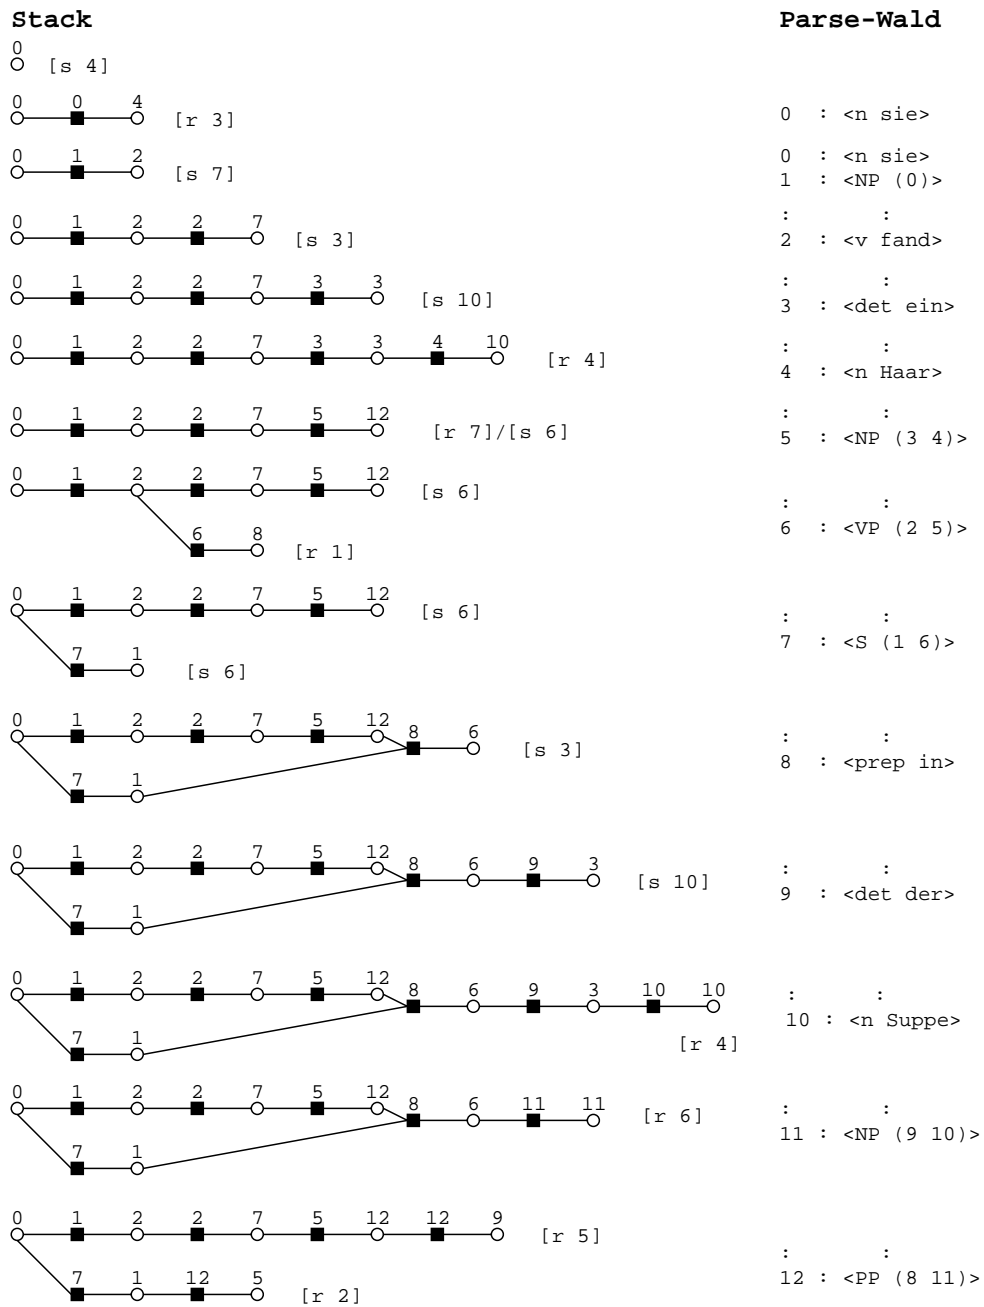 Stack Parse-Wald
0
[s 4]
0 0 4
[r 3] 0 : <n sie>
0 1 2 0 : <n sie>
[s 7] 1 : <NP (0)>
0 1 2 2 7 : :
[s 3] 2 : <v fand>
0 1 2 2 7 3 3 : :
[s 10] 3 : <det ein>
0 1 2 2 7 3 3 4 10 : :
[r 4] 4 : <n Haar>
0 1 2 2 7 5 12 : :
[r 7]/[s 6] 5 : <NP (3 4)>
0 1 2 2 7 5 12
[s 6] : :
6 8 6 : <VP (2 5)>
[r 1]
0 1 2 2 7 5 12
[s 6] : :
7 1 7 : <S (1 6)>
[s 6]
0 1 2 2 7 5 12 8 6 : :
[s 3] 8 : <prep in>
7 1
0 1 2 2 7 5 12 8 6 9 3 : :
[s 10] 9 : <det der>
7 1
0 1 2 2 7 5 12 8 6 9 3 10 10 : :
10 : <n Suppe>
7 1 [r 4]
0 1 2 2 7 5 12 8 6 11 11 : :
[r 6] 11 : <NP (9 10)>
7 1
0 1 2 2 7 5 12 12 9
[r 5] : :
7 1 12 5 12 : <PP (8 11)>
[r 2]